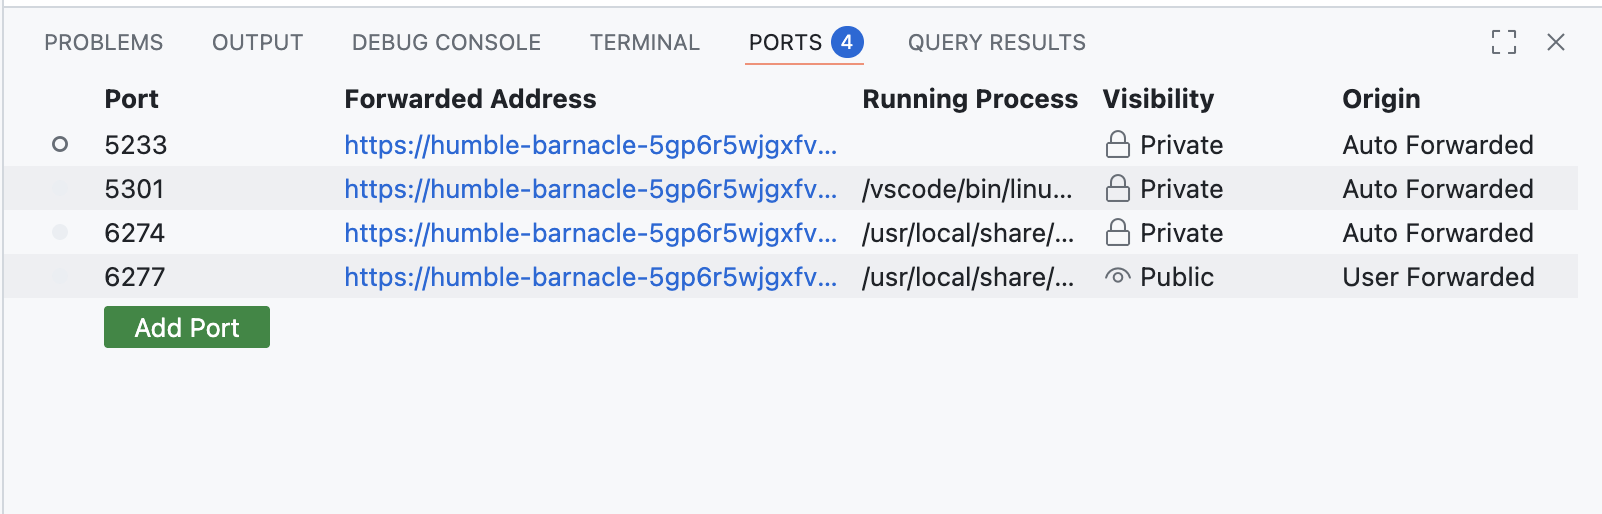 PROBLEMS OUTPUT DEBUG CONSOLE TERMINAL PORTS 4 QUERY RESULTS
Port Forwarded Address Running Process Visibility Origin
5233 https://humble-barnacle-5gp6r5wjgxfv... Private Auto Forwarded
5301 https://humble-barnacle-5gp6r5wjgxfv... /vscode/bin/linu... Private Auto Forwarded
6274 https://humble-barnacle-5gp6r5wjgxfv... /usr/local/share/... Private Auto Forwarded
6277 https://humble-barnacle-5gp6r5wjgxfv... /usr/local/share/... Public User Forwarded
Add Port